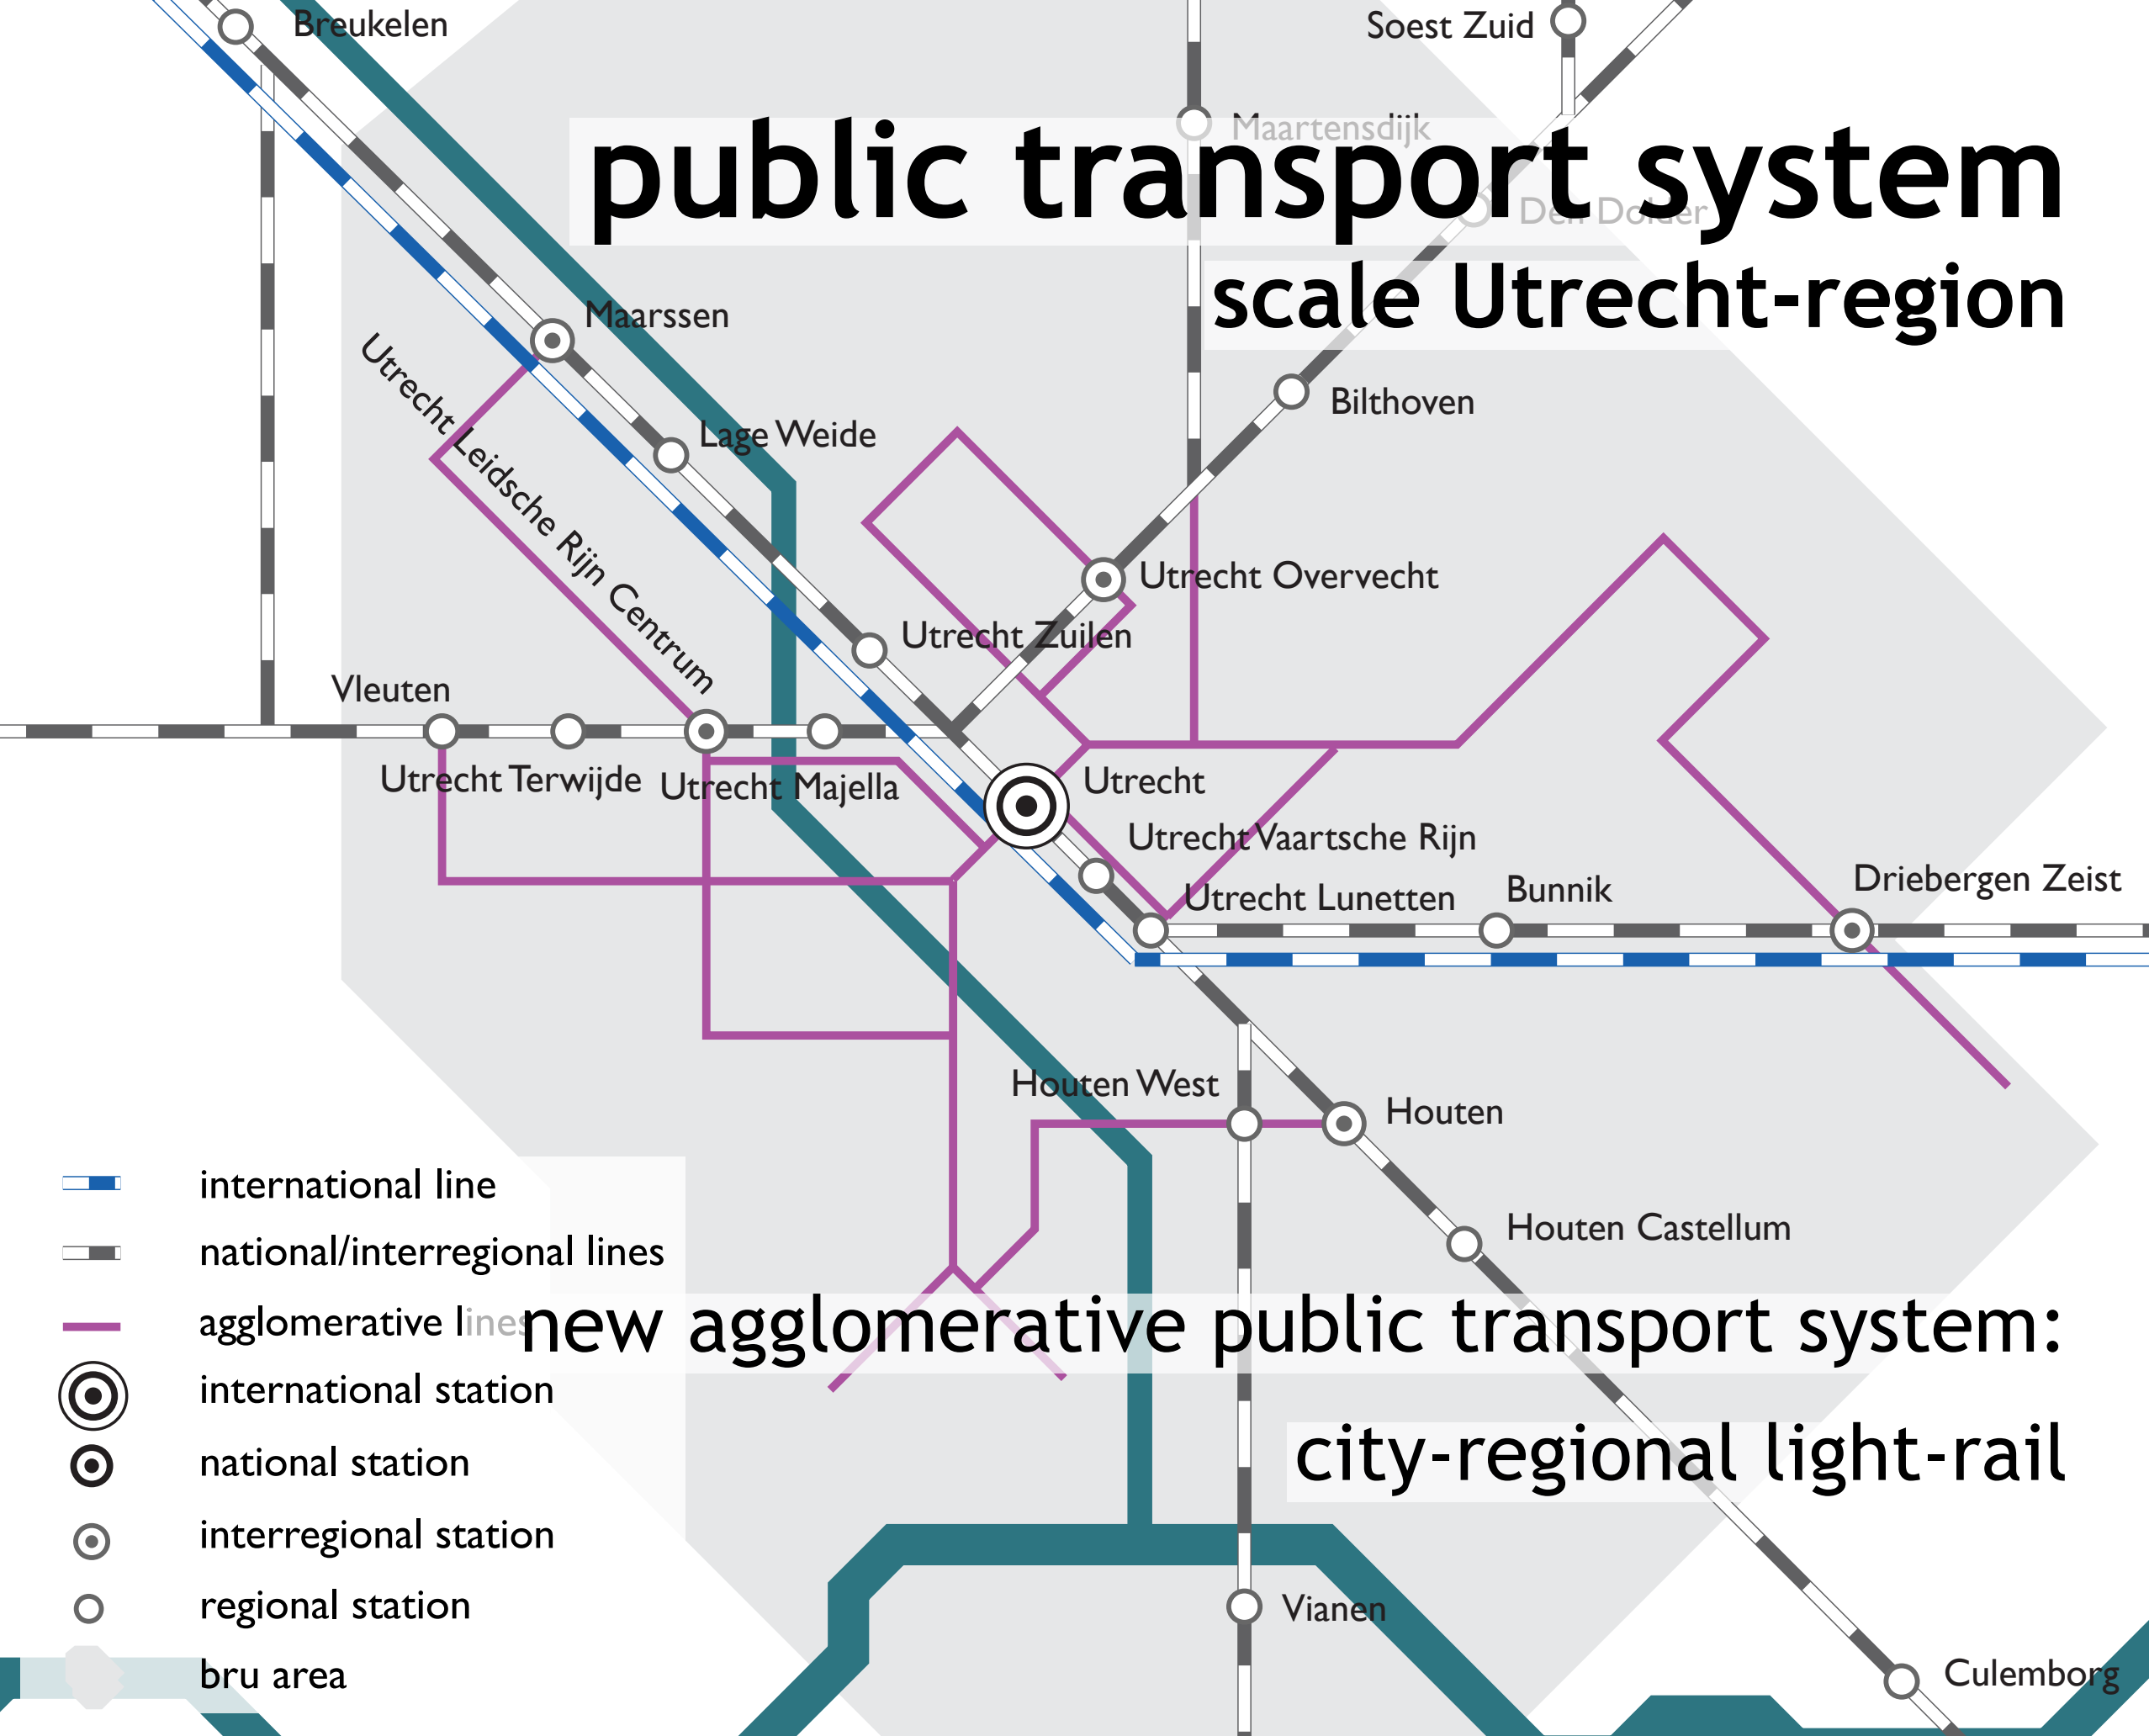 Breukelen
Soest Zuid
Maartensdijk
public transport system
Den Dolder
scale Utrecht-region
Maarssen
Bilthoven
Lage Weide
Utrecht Leidsche Rijn Centrum
Utrecht Overvecht
Utrecht Zuilen
Vleuten
Utrecht Terwijde
Utrecht Majella
Utrecht
Utrecht Vaartsche Rijn
Utrecht Lunetten
Bunnik
Driebergen Zeist
Houten West
Houten
international line
Houten Castellum
national/interregional lines
agglomerative lines
new agglomerative public transport system:
international station
city-regional light-rail
national station
interregional station
regional station
Vianen
bru area
Culemborg